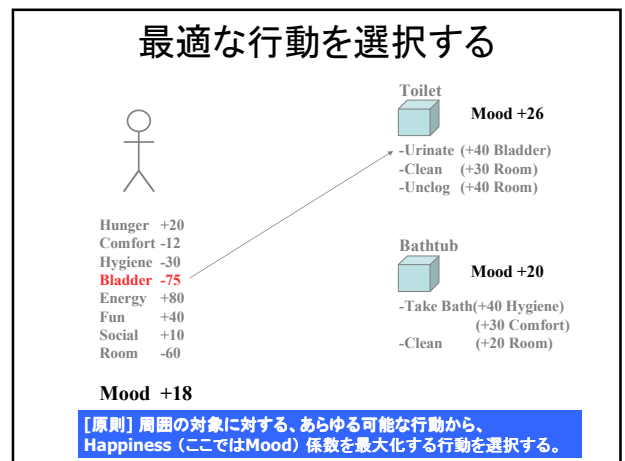 最適な行動を選択する
Toilet
Mood +26
-Urinate (+40 Bladder)
-Clean (+30 Room)
-Unclog (+40 Room)
Hunger +20
Comfort -12
Hygiene -30
Bladder -75
Energy +80
Fun +40
Social +10
Room -60
Mood +18
Bathtub
Mood +20
-Take Bath(+40 Hygiene)
(+30 Comfort)
-Clean (+20 Room)
[原則] 周囲の対象に対する、あらゆる可能な行動から、
Happiness (ここではMood) 係数を最大化する行動を選択する。